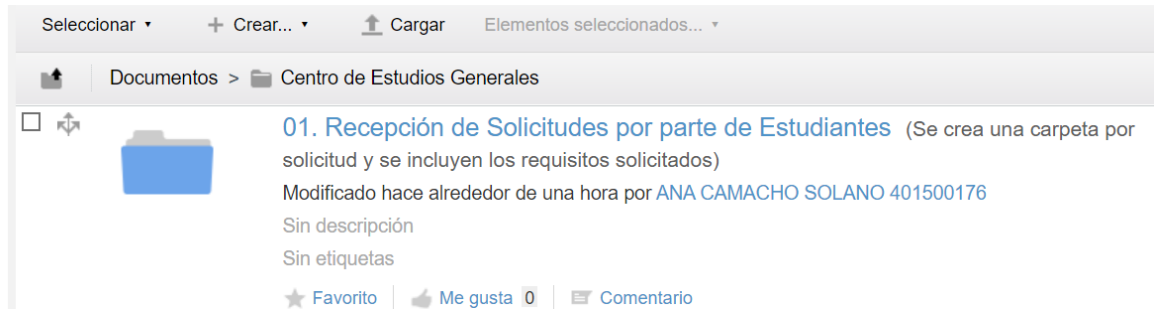 Seleccionar Crear... Cargar Elementos seleccionados...
Documentos > Centro de Estudios Generales
01. Recepción de Solicitudes por parte de Estudiantes (Se crea una carpeta por
solicitud y se incluyen los requisitos solicitados)
Modificado hace alrededor de una hora por ANA CAMACHO SOLANO 401500176
Sin descripción
Sin etiquetas
Favorito Me gusta 0 Comentario